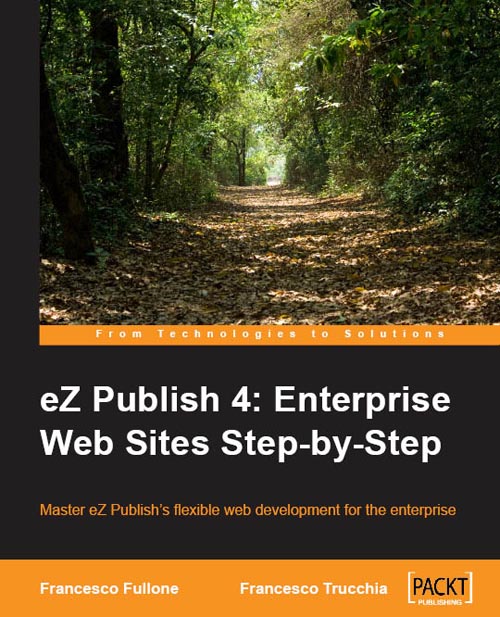 From Technologies to Solutions
eZ Publish 4: Enterprise
Web Sites Step-by-Step
Master eZ Publish's flexible web development for the enterprise
Francesco Fullone
Francesco Trucchia
PACKT
PUBLISHING